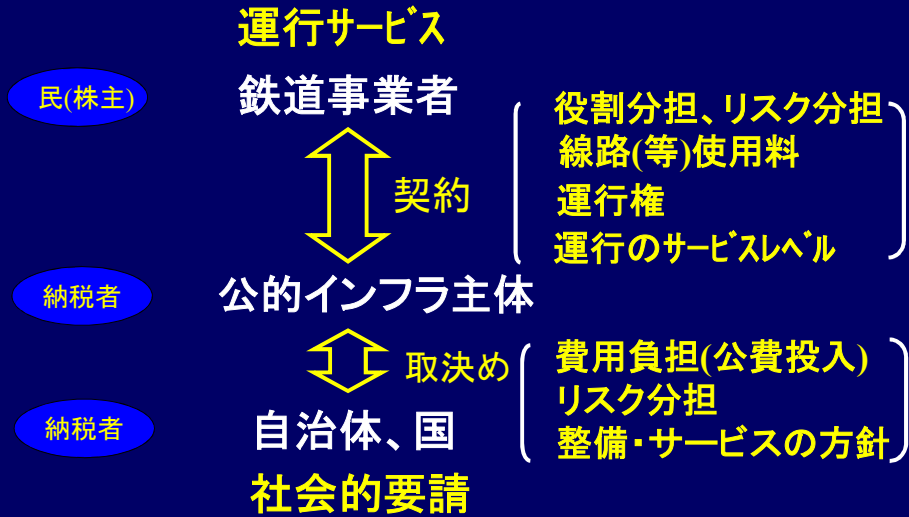 運行サービス
民(株主)
鉄道事業者
契約
役割分担、リスク分担
線路(等)使用料
運行権
運行のサービスレベル
納税者
公的インフラ主体
取決め
費用負担(公費投入)
リスク分担
整備・サービスの方針
納税者
自治体、国
社会的要請